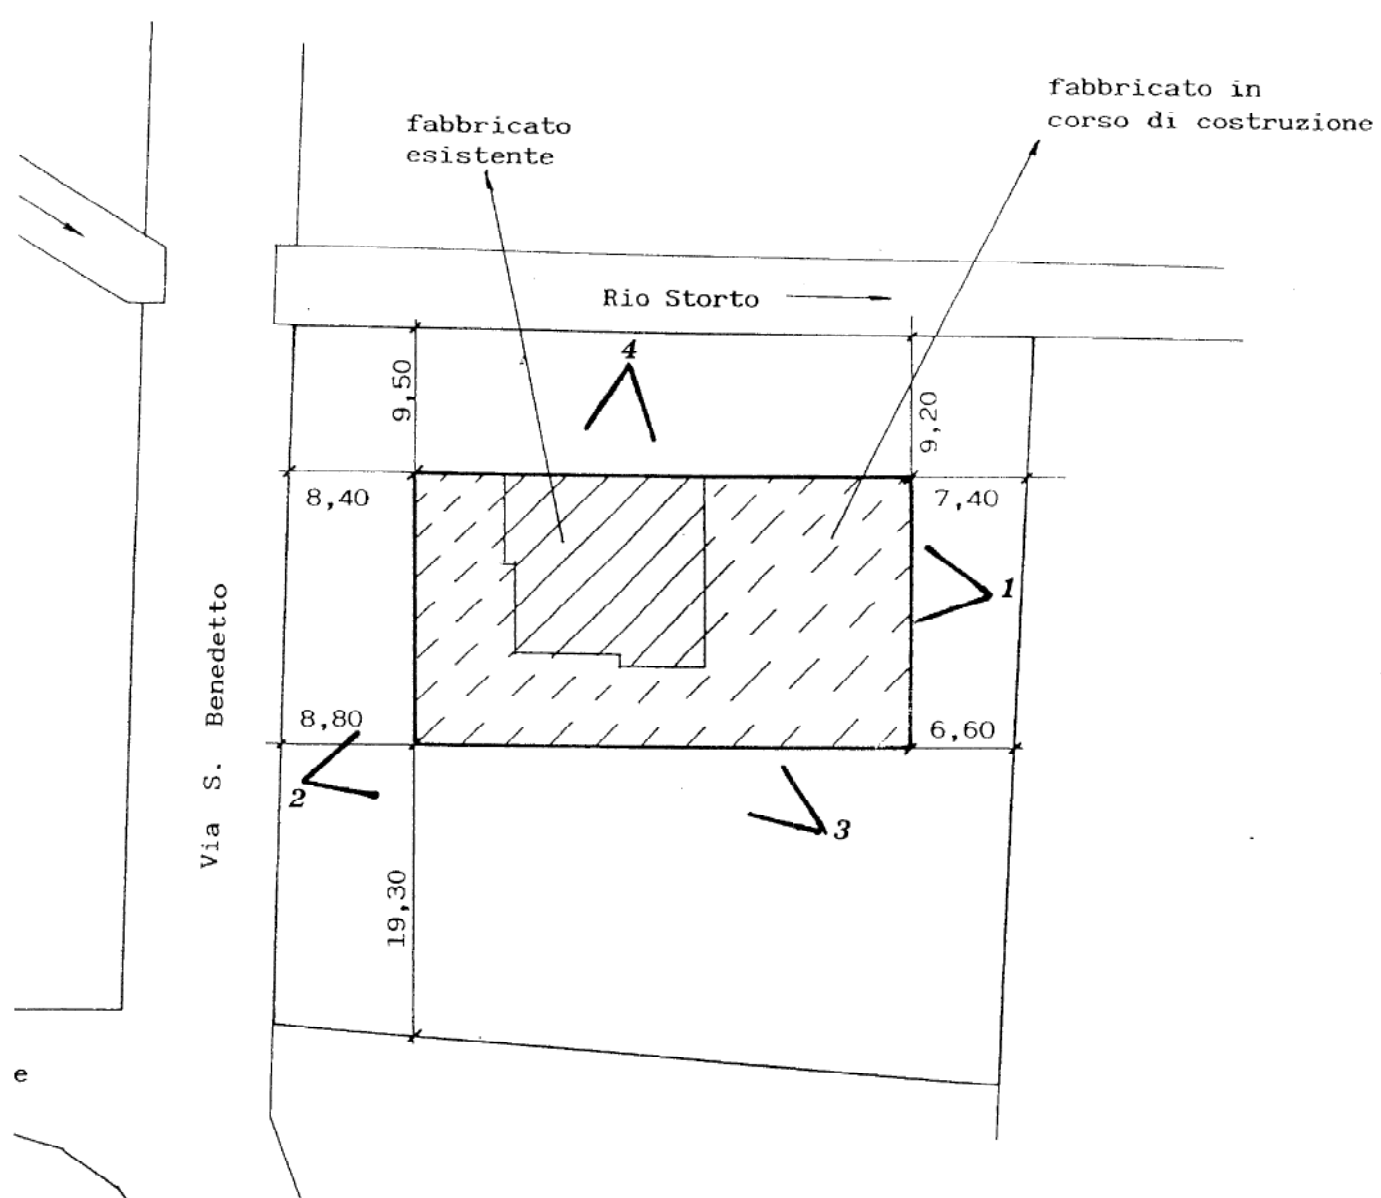 fabbricato in
corso di costruzione
fabbricato
esistente
Rio Storto
4
9,50
9,20
8,40
7,40
1
Via S. Benedetto
8,80
6,60
2
3
19,30
e